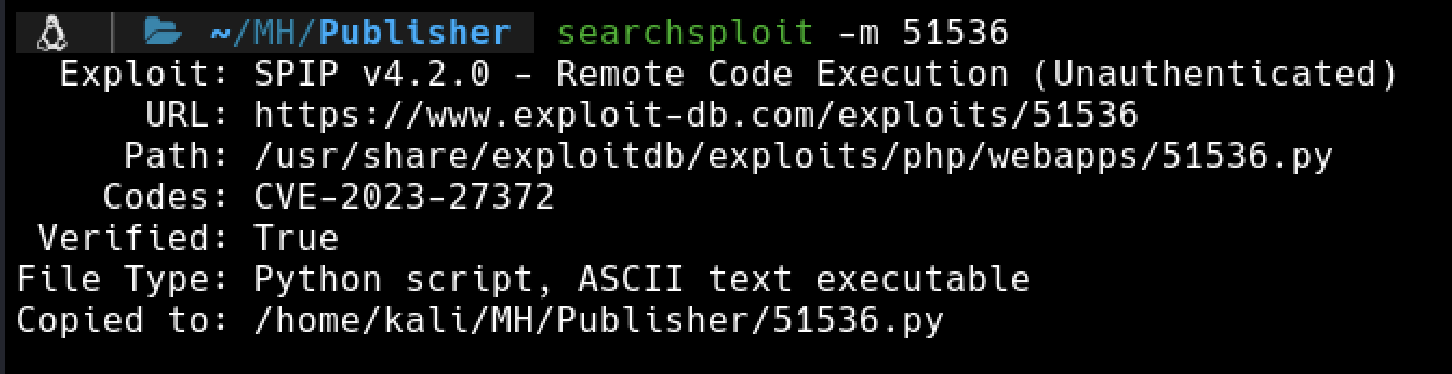 ~/MH/Publisher searchsploit -m 51536
Exploit: SPIP v4.2.0 - Remote Code Execution (Unauthenticated)
URL: https://www.exploit-db.com/exploits/51536
Path: /usr/share/exploitdb/exploits/php/webapps/51536.py
Codes: CVE-2023-27372
Verified: True
File Type: Python script, ASCII text executable
Copied to: /home/kali/MH/Publisher/51536.py